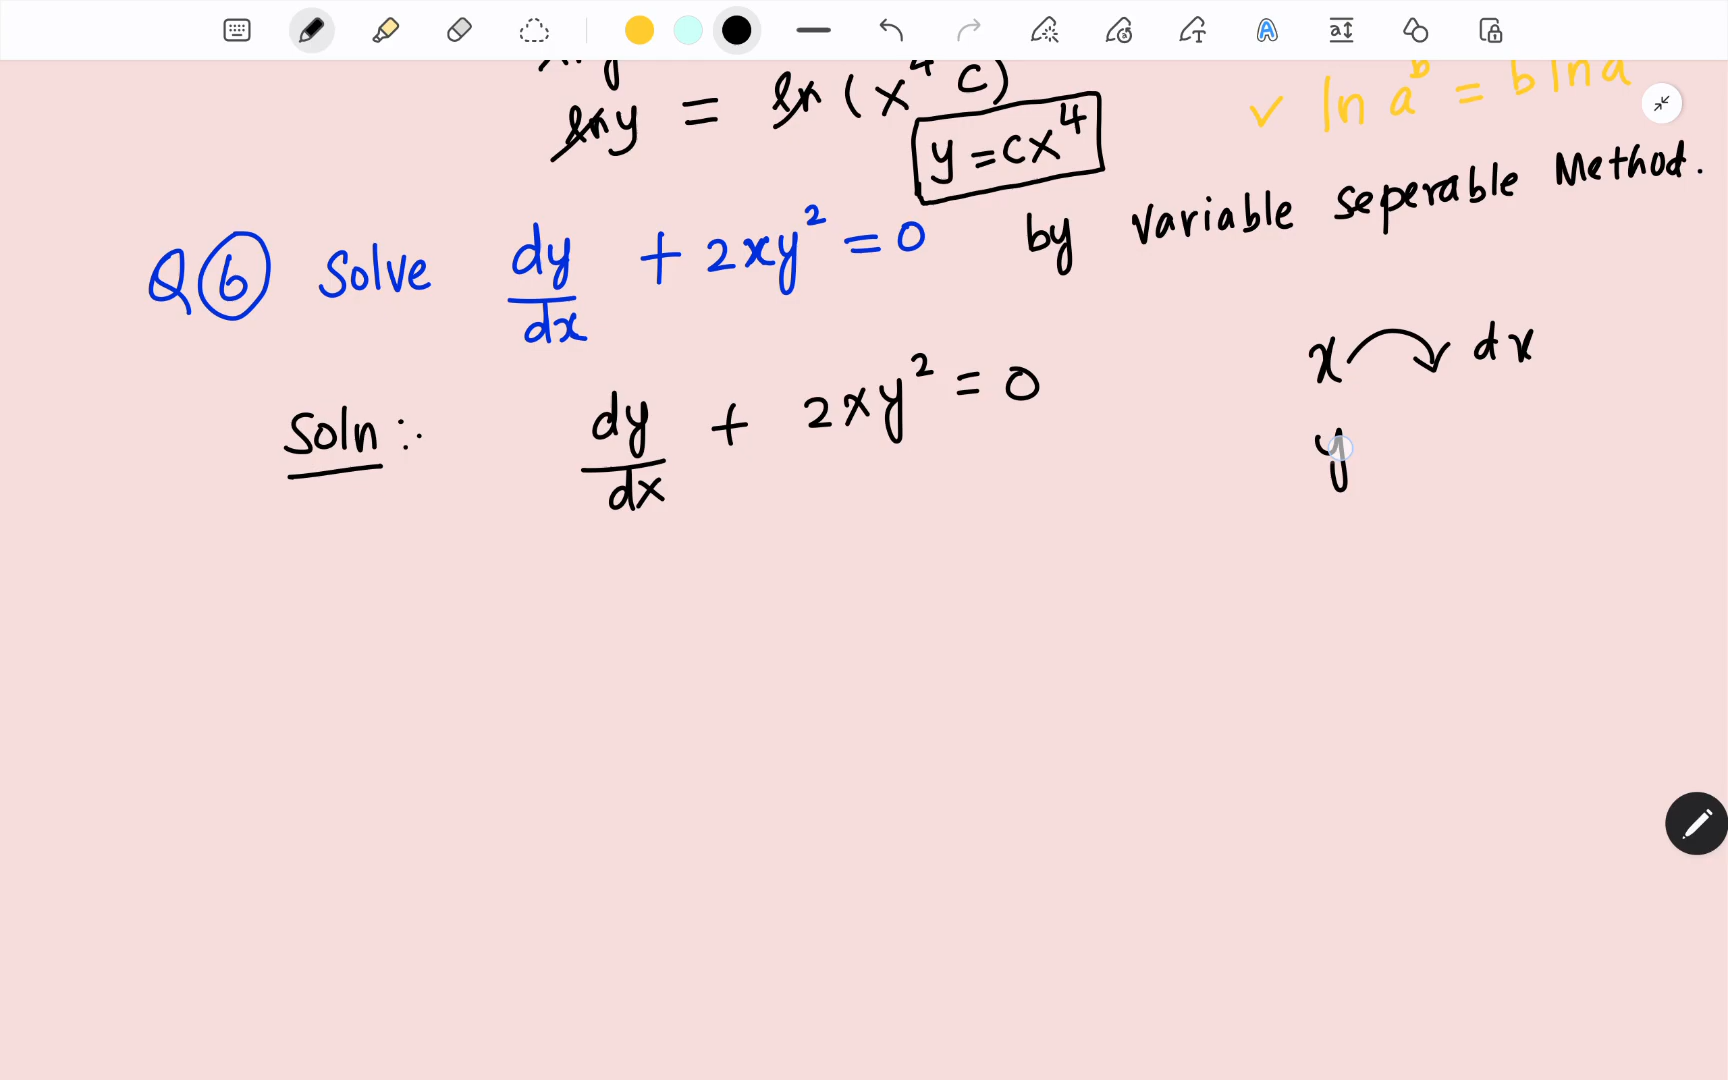 ln y = ln (x⁴ c)
✓ ln aᵇ = b ln a
y = cx⁴
Q⑥ Solve dy/dx + 2xy² = 0 by variable seperable Method.
Soln : dy/dx + 2xy² = 0
x → dx
y